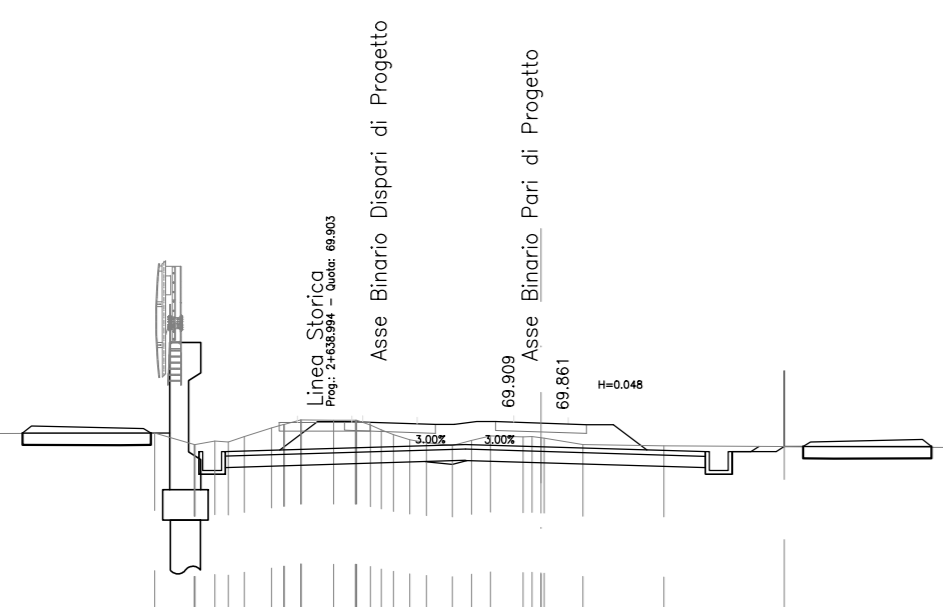 Linea Storica
Prog.: 2+638.994 – Quota: 69.903
Asse Binario Dispari di Progetto
69.909
Asse Binario Pari di Progetto
69.861
H=0.048
3.00%
3.00%